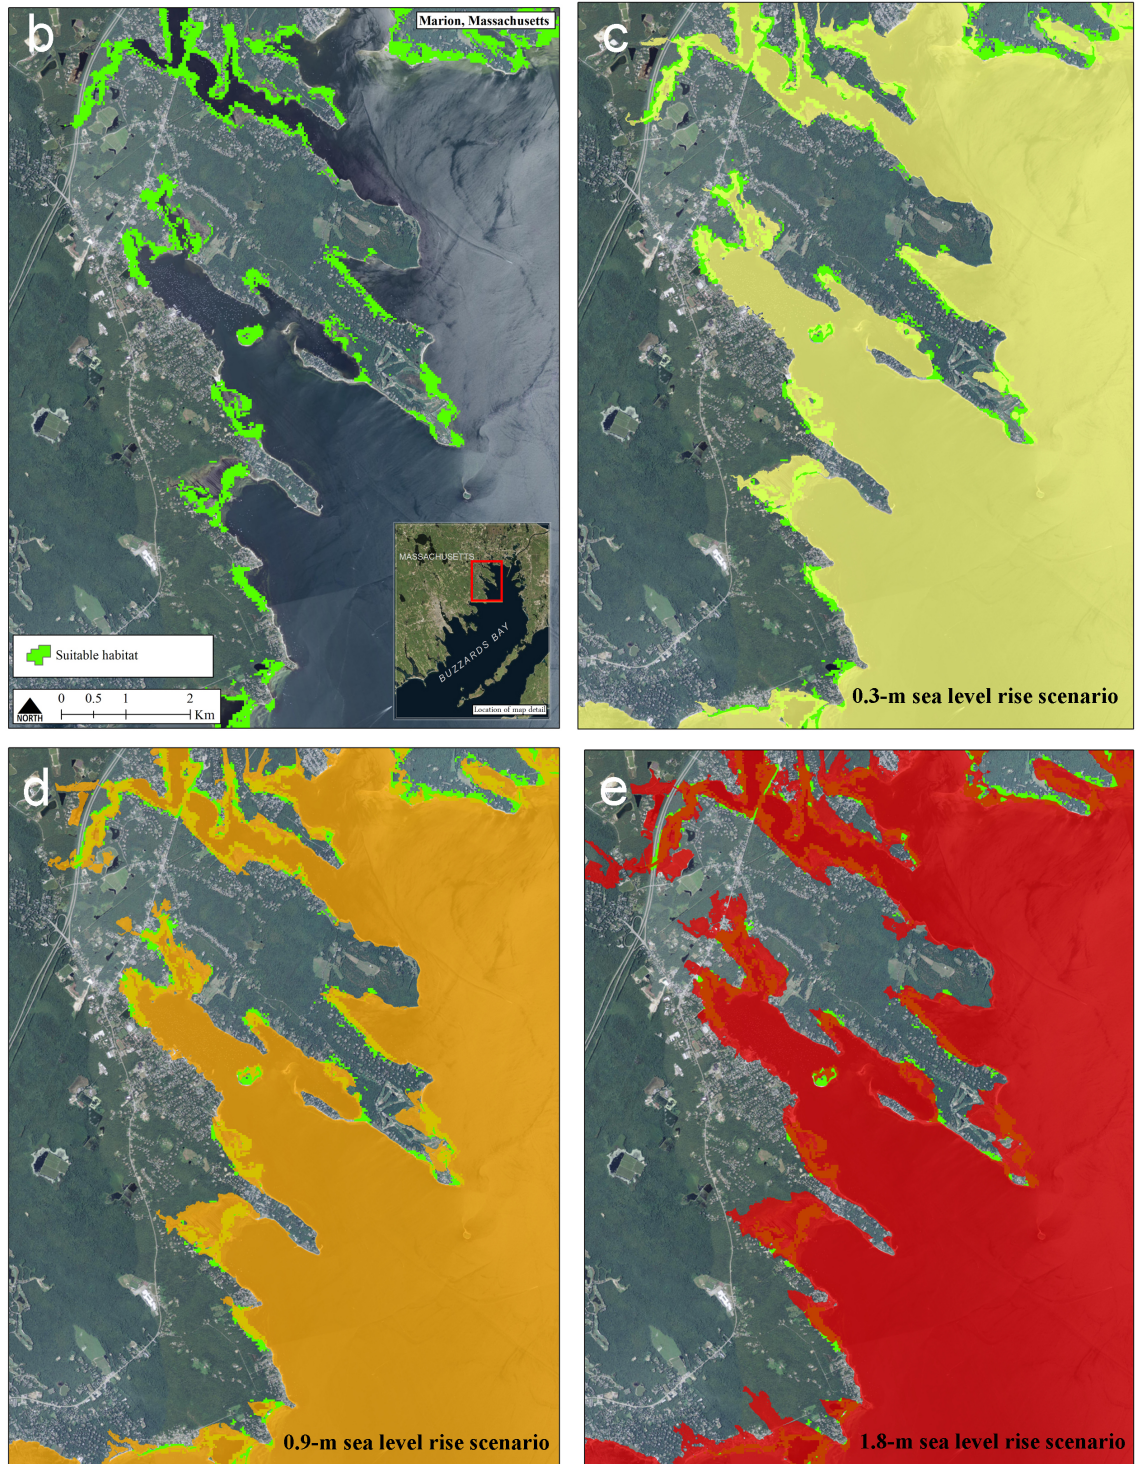 b
Marion, Massachusetts
MASSACHUSETTS
BUZZARDS BAY
Location of map detail
Suitable habitat
0 0.5 1 2
Km
NORTH
c
0.3-m sea level rise scenario
d
0.9-m sea level rise scenario
e
1.8-m sea level rise scenario